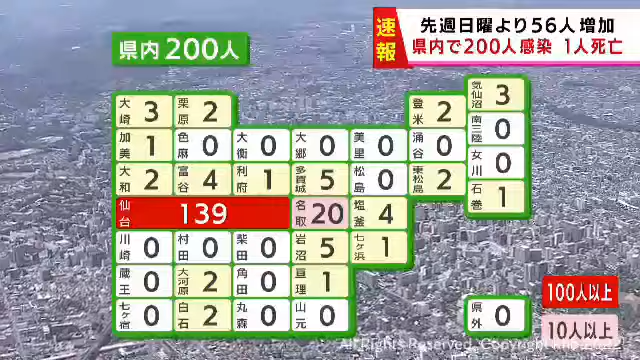 速報
先週日曜より56人増加
県内で200人感染 1人死亡
県内200人
気仙沼 3
大崎 3 栗原 2 登米 2
南三陸 0
加美 1 色麻 0 大衡 0 大郷 0 美里 0 涌谷 0
女川 0
大和 2 富谷 4 利府 1 多賀城 5 松島 0 東松島 2
石巻 1
仙台 139 名取 20 塩釜 4
川崎 0 村田 0 柴田 0 岩沼 5 七ヶ浜 1
蔵王 0 大河原 2 角田 0 亘理 1
七ヶ宿 0 白石 2 丸森 0 山元 0
県外 0
100人以上
10人以上
All Rights Reserved. Copyright